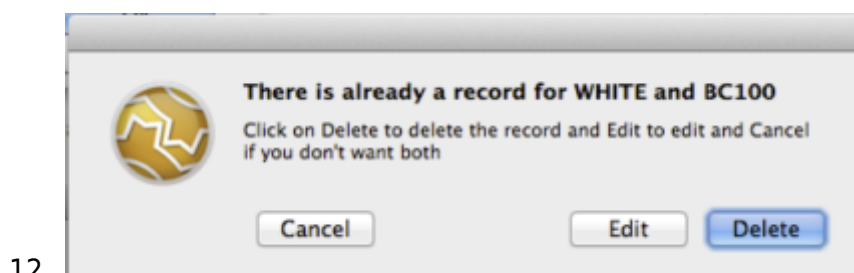 There is already a record for WHITE and BC100
Click on Delete to delete the record and Edit to edit and Cancel
if you don't want both
Cancel Edit Delete
12